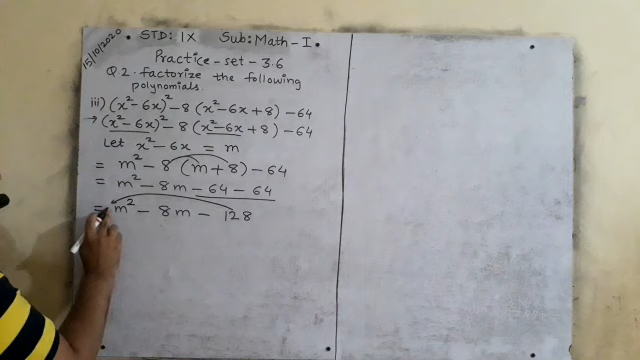 15/10/2020
• STD: IX Sub: Math - I.
Practice - set - 3.6
Q 2. factorize the following
polynomials.
iii) (x² - 6x)² - 8 (x² - 6x + 8) - 64
→ (x² - 6x)² - 8 (x² - 6x + 8) - 64
Let x² - 6x = m
= m² - 8 (m + 8) - 64
= m² - 8m - 64 - 64
= m² - 8m - 128